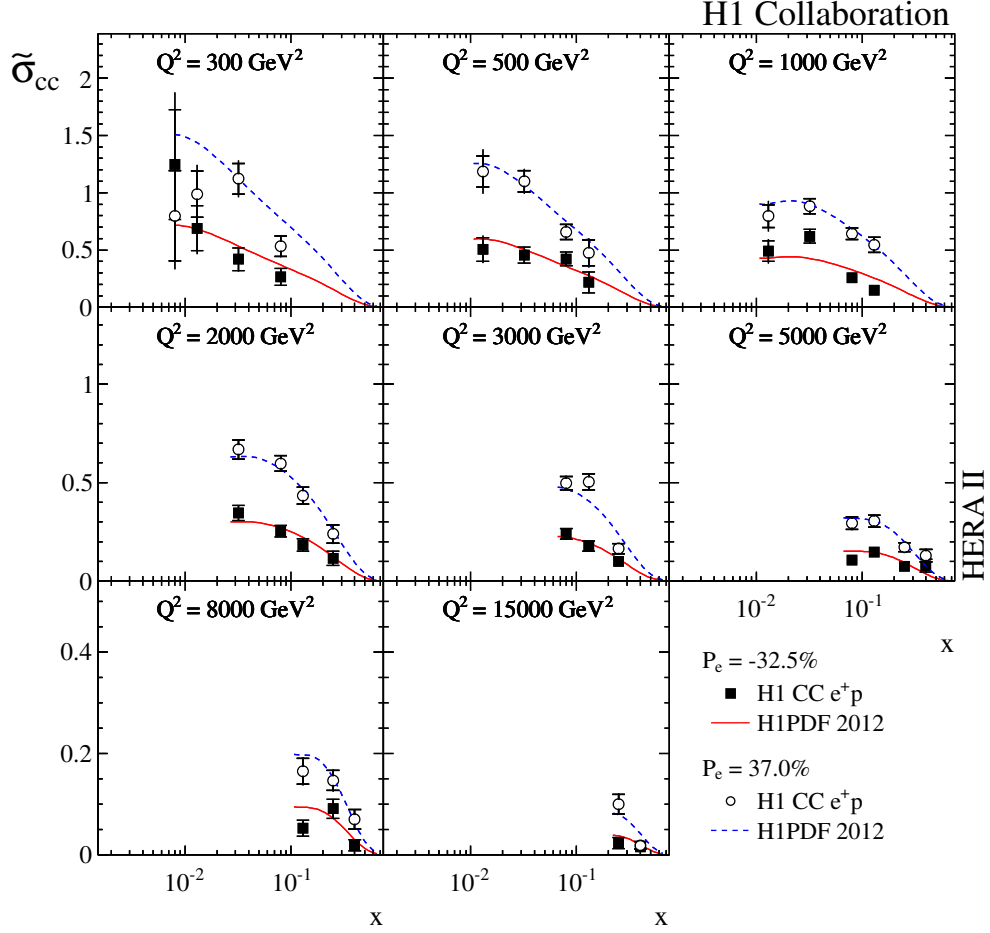 H1 Collaboration
σ̃cc
Q² = 300 GeV²
Q² = 500 GeV²
Q² = 1000 GeV²
2
1.5
1
0.5
0
Q² = 2000 GeV²
Q² = 3000 GeV²
Q² = 5000 GeV²
1
0.5
0
HERA II
10⁻² 10⁻¹
x
Q² = 8000 GeV²
Q² = 15000 GeV²
0.4
0.2
0
Pₑ = -32.5%
H1 CC e⁺p
H1PDF 2012
Pₑ = 37.0%
H1 CC e⁺p
H1PDF 2012
10⁻² 10⁻¹
x
10⁻² 10⁻¹
x